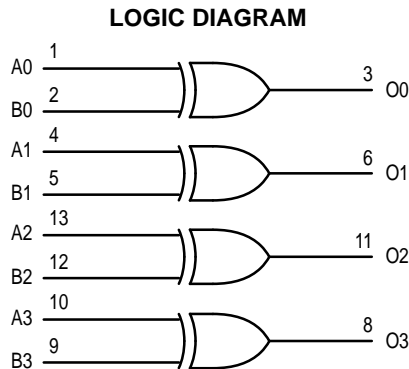 LOGIC DIAGRAM
A0 1
B0 2
3 O0
A1 4
B1 5
6 O1
A2 13
B2 12
11 O2
A3 10
B3 9
8 O3